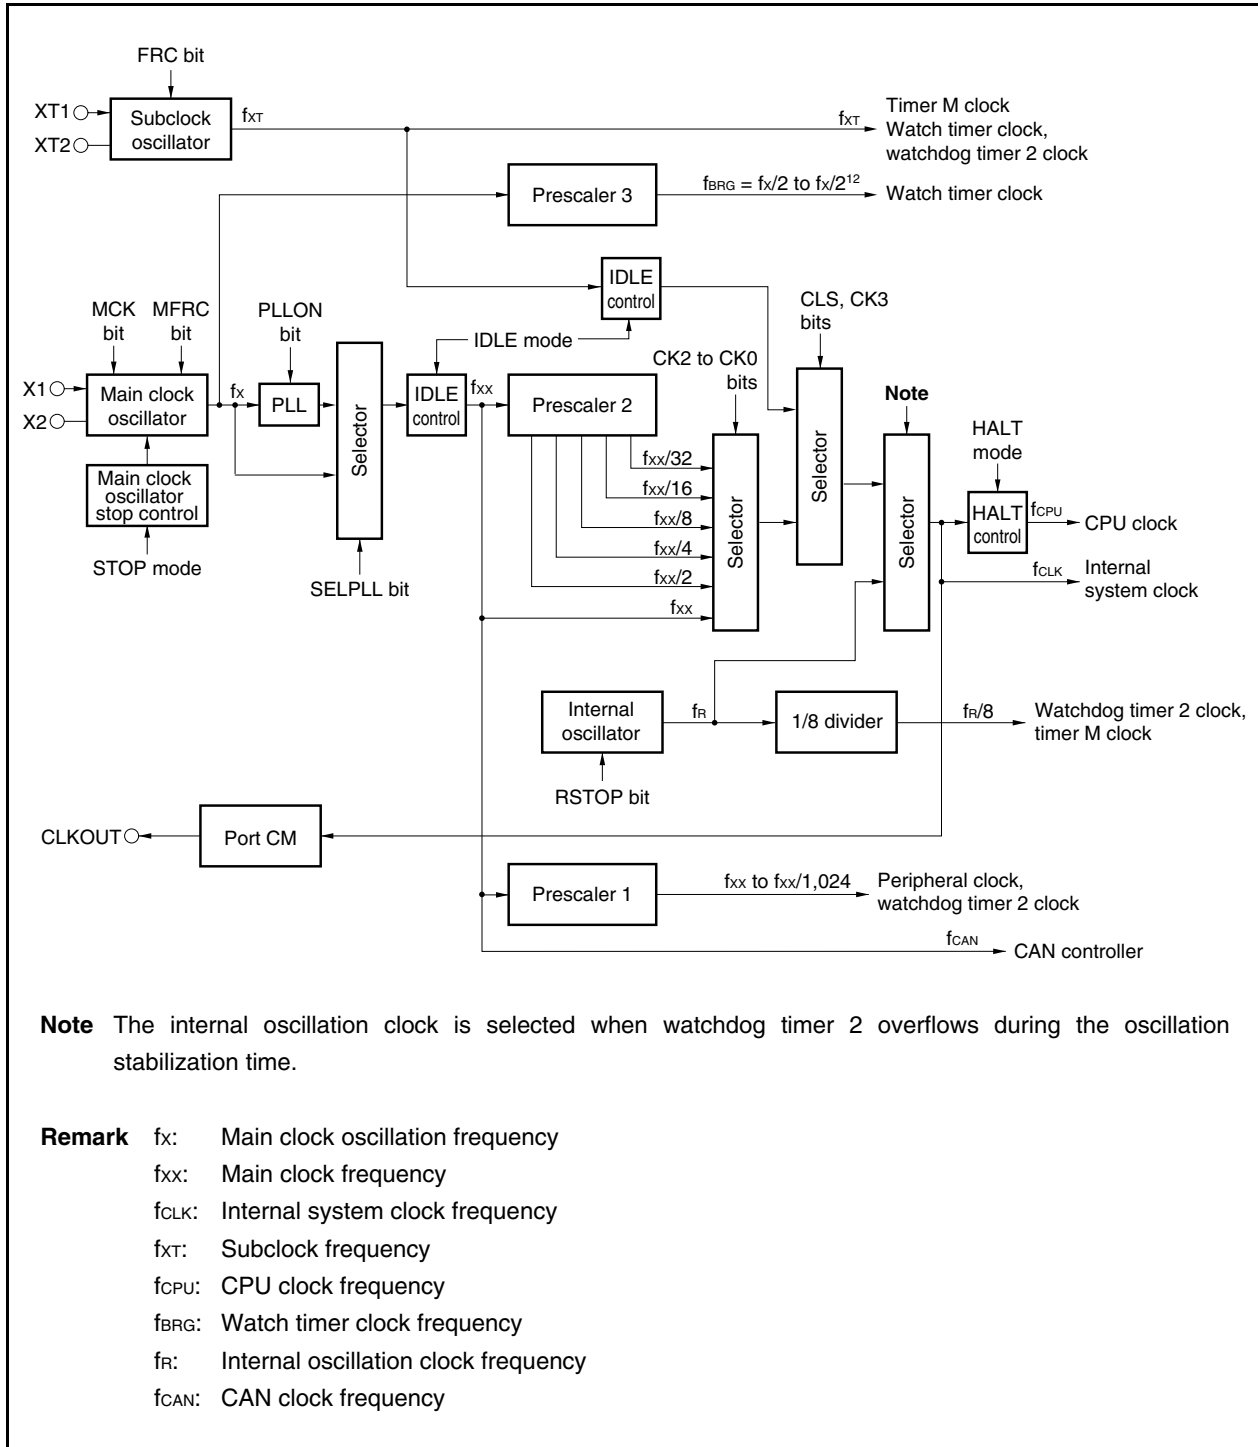 FRC bit
XT1
XT2
Subclock
oscillator
fXT
fXT
Timer M clock
Watch timer clock,
watchdog timer 2 clock
Prescaler 3
fBRG = fX/2 to fX/2¹²
Watch timer clock
IDLE
control
MCK
bit
MFRC
bit
PLLON
bit
IDLE mode
CLS, CK3
bits
CK2 to CK0
bits
X1
X2
Main clock
oscillator
fX
PLL
Selector
IDLE
control
fXX
Prescaler 2
Note
Main clock
oscillator
stop control
STOP mode
SELPLL bit
fXX/32
fXX/16
fXX/8
fXX/4
fXX/2
fXX
Selector
Selector
Selector
HALT
mode
HALT
control
fCPU
CPU clock
fCLK
Internal
system clock
Internal
oscillator
fR
1/8 divider
fR/8
Watchdog timer 2 clock,
timer M clock
RSTOP bit
CLKOUT
Port CM
Prescaler 1
fXX to fXX/1,024
Peripheral clock,
watchdog timer 2 clock
fCAN
CAN controller
Note The internal oscillation clock is selected when watchdog timer 2 overflows during the oscillation
stabilization time.
Remark fX: Main clock oscillation frequency
fXX: Main clock frequency
fCLK: Internal system clock frequency
fXT: Subclock frequency
fCPU: CPU clock frequency
fBRG: Watch timer clock frequency
fR: Internal oscillation clock frequency
fCAN: CAN clock frequency